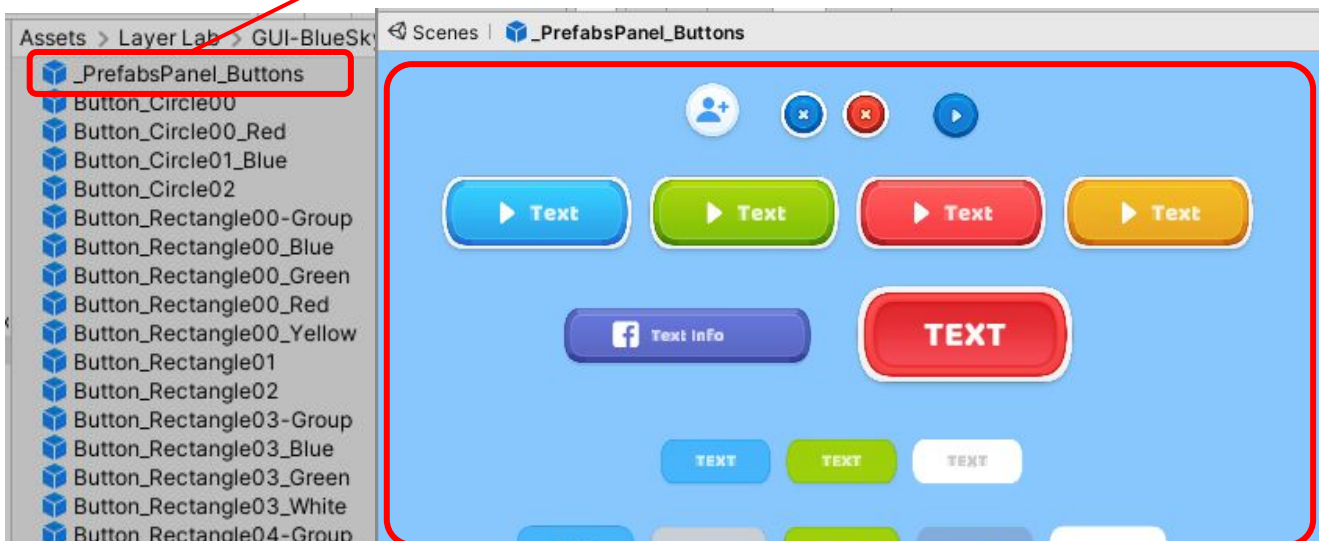 Assets > Layer Lab > GUI-BlueSky
_PrefabsPanel_Buttons
Button_Circle00
Button_Circle00_Red
Button_Circle01_Blue
Button_Circle02
Button_Rectangle00-Group
Button_Rectangle00_Blue
Button_Rectangle00_Green
Button_Rectangle00_Red
Button_Rectangle00_Yellow
Button_Rectangle01
Button_Rectangle02
Button_Rectangle03-Group
Button_Rectangle03_Blue
Button_Rectangle03_Green
Button_Rectangle03_White
Button_Rectangle04-Group
Scenes | _PrefabsPanel_Buttons
Text Text Text Text
Text Info TEXT
TEXT TEXT TEXT